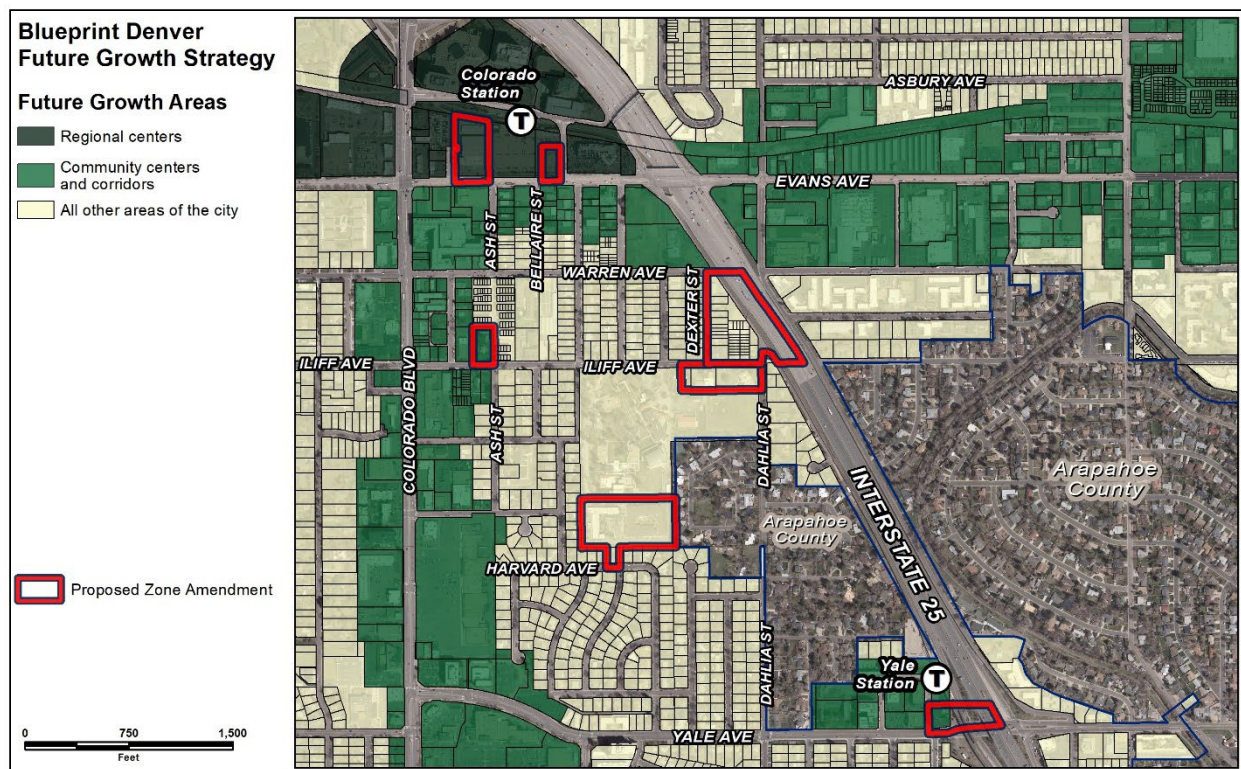 Blueprint Denver
Future Growth Strategy
Future Growth Areas
Regional centers
Community centers
and corridors
All other areas of the city
Proposed Zone Amendment
0 750 1,500
Feet
Colorado
Station
T
ASBURY AVE
EVANS AVE
ASH ST
BELLAIRE ST
WARREN AVE
DEXTER ST
ILIFF AVE
ILIFF AVE
COLORADO BLVD
ASH ST
DAHLIA ST
INTERSTATE 25
Arapahoe
County
Arapahoe
County
HARVARD AVE
DAHLIA ST
Yale
Station
T
YALE AVE